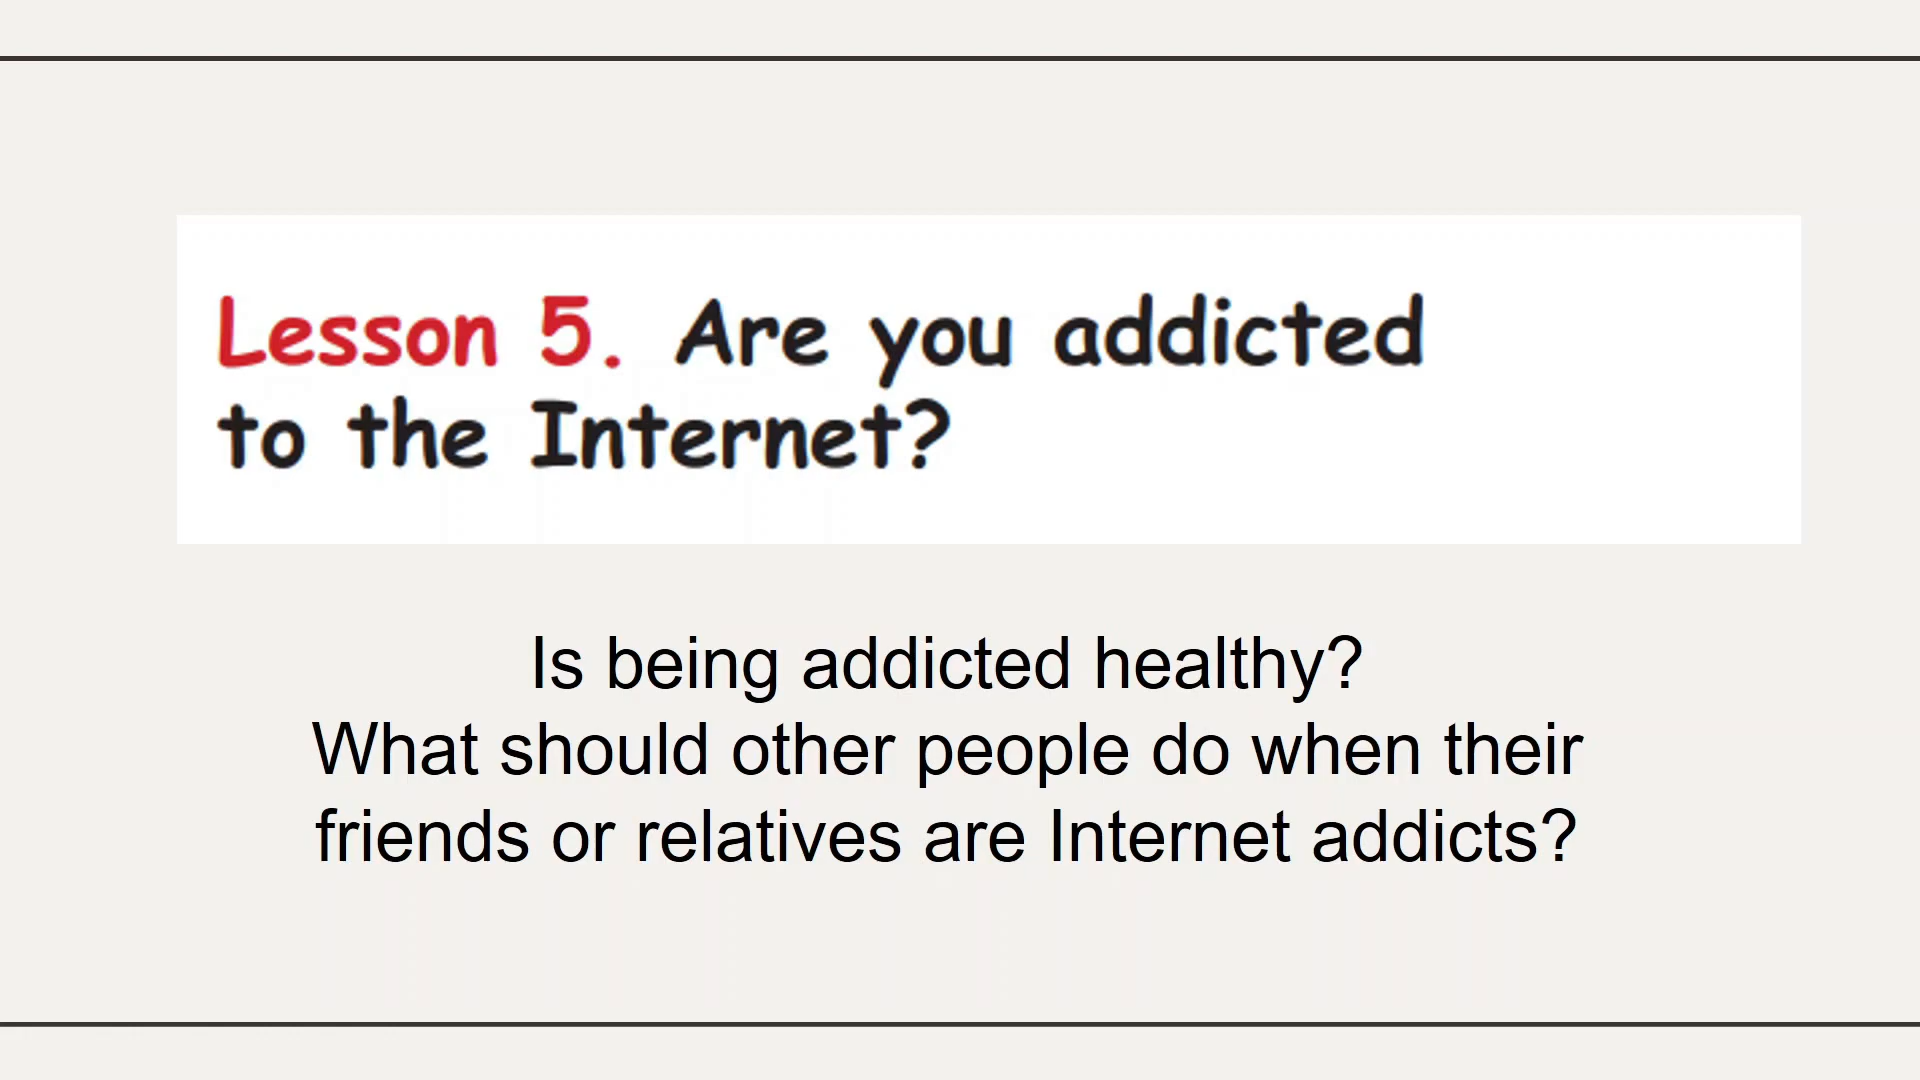 Lesson 5. Are you addicted
to the Internet?
Is being addicted healthy?
What should other people do when their
friends or relatives are Internet addicts?